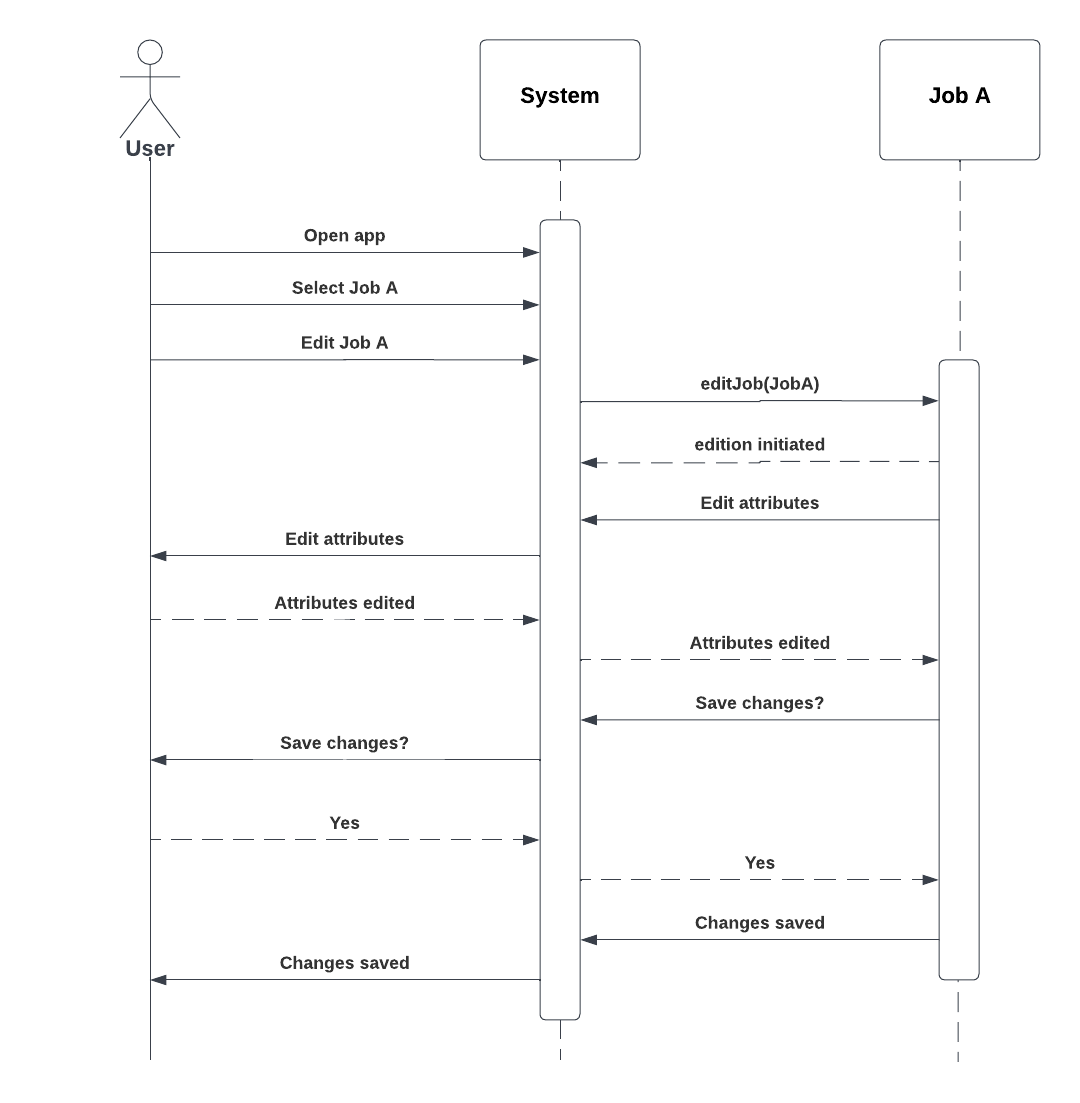 User
System
Job A
Open app
Select Job A
Edit Job A
editJob(JobA)
edition initiated
Edit attributes
Edit attributes
Attributes edited
Attributes edited
Save changes?
Save changes?
Yes
Yes
Changes saved
Changes saved